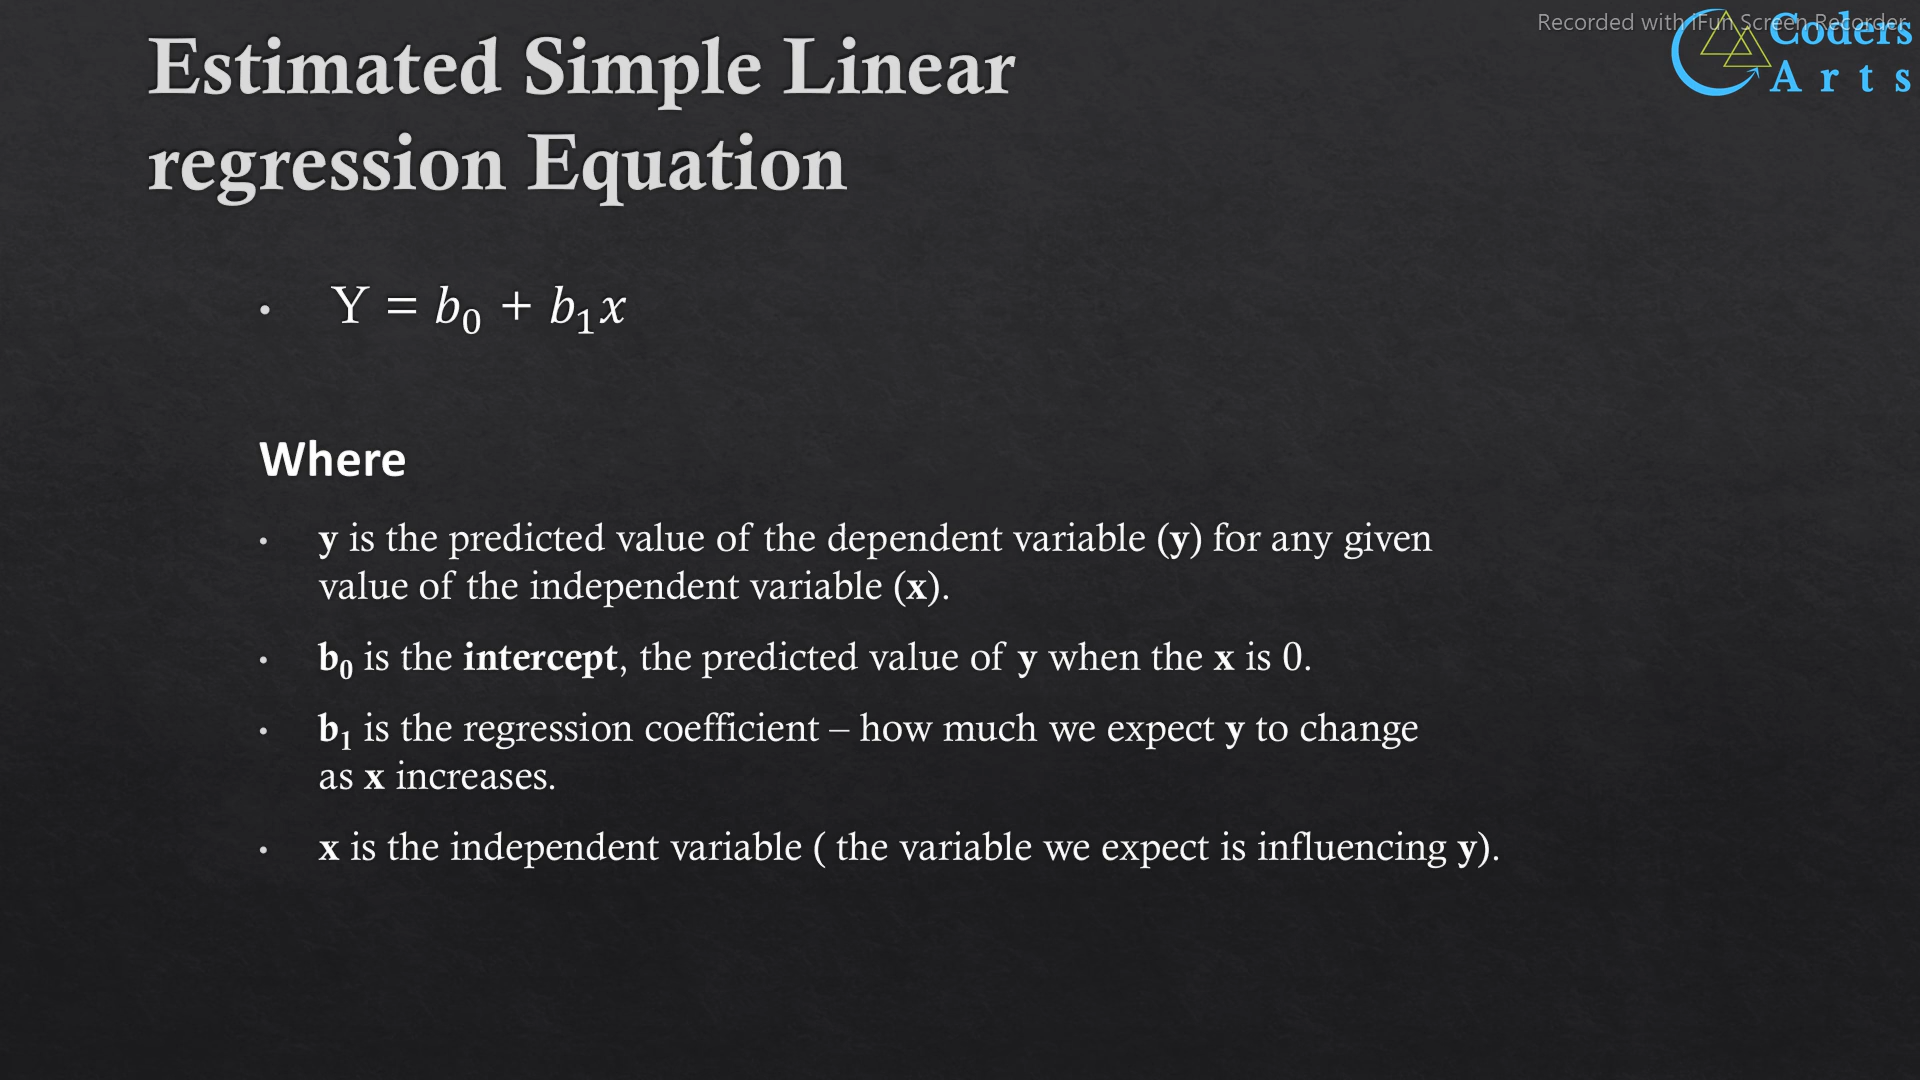 Recorded with iFun Screen Recorder
Coders
Arts
Estimated Simple Linear
regression Equation
• Y = b₀ + b₁x
Where
• y is the predicted value of the dependent variable (y) for any given
value of the independent variable (x).
• b₀ is the intercept, the predicted value of y when the x is 0.
• b₁ is the regression coefficient – how much we expect y to change
as x increases.
• x is the independent variable ( the variable we expect is influencing y).